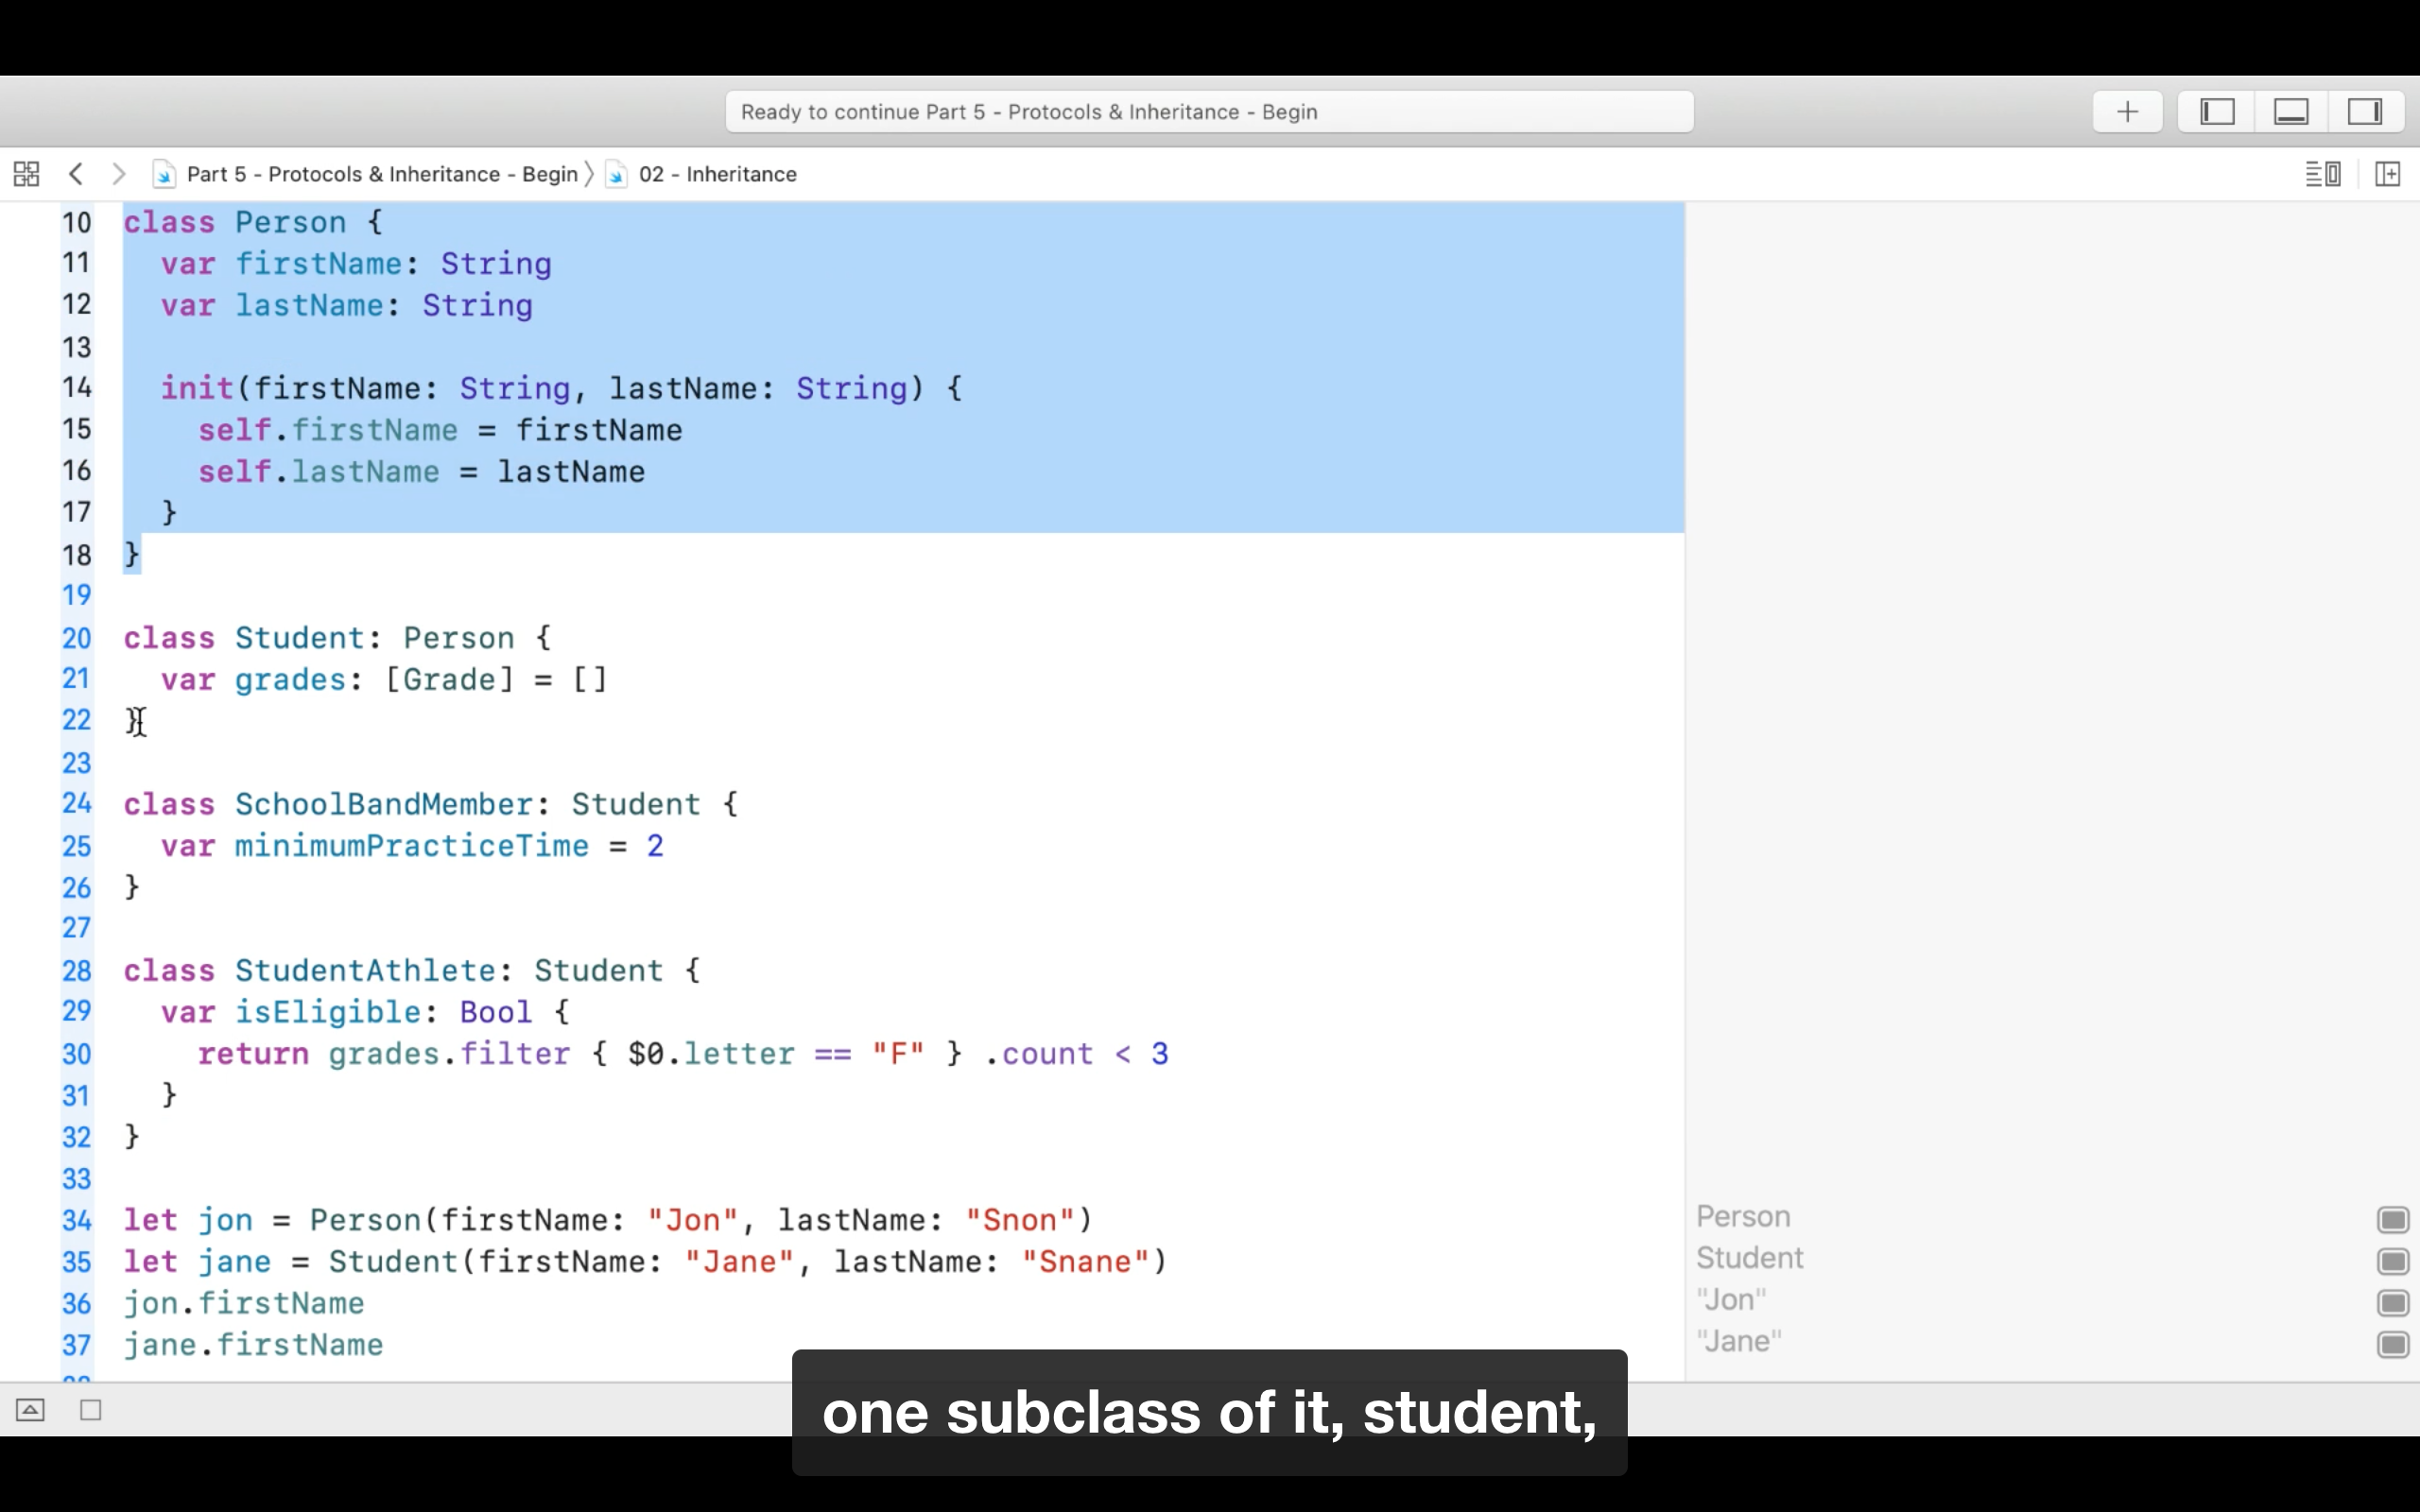 Ready to continue Part 5 - Protocols & Inheritance - Begin
Part 5 - Protocols & Inheritance - Begin 〉 02 - Inheritance
10 class Person {
11   var firstName: String
12   var lastName: String
13
14   init(firstName: String, lastName: String) {
15     self.firstName = firstName
16     self.lastName = lastName
17   }
18 }
19
20 class Student: Person {
21   var grades: [Grade] = []
22 }
23
24 class SchoolBandMember: Student {
25   var minimumPracticeTime = 2
26 }
27
28 class StudentAthlete: Student {
29   var isEligible: Bool {
30     return grades.filter { $0.letter == "F" } .count < 3
31   }
32 }
33
34 let jon = Person(firstName: "Jon", lastName: "Snon") Person
35 let jane = Student(firstName: "Jane", lastName: "Snane") Student
36 jon.firstName "Jon"
37 jane.firstName "Jane"
one subclass of it, student,